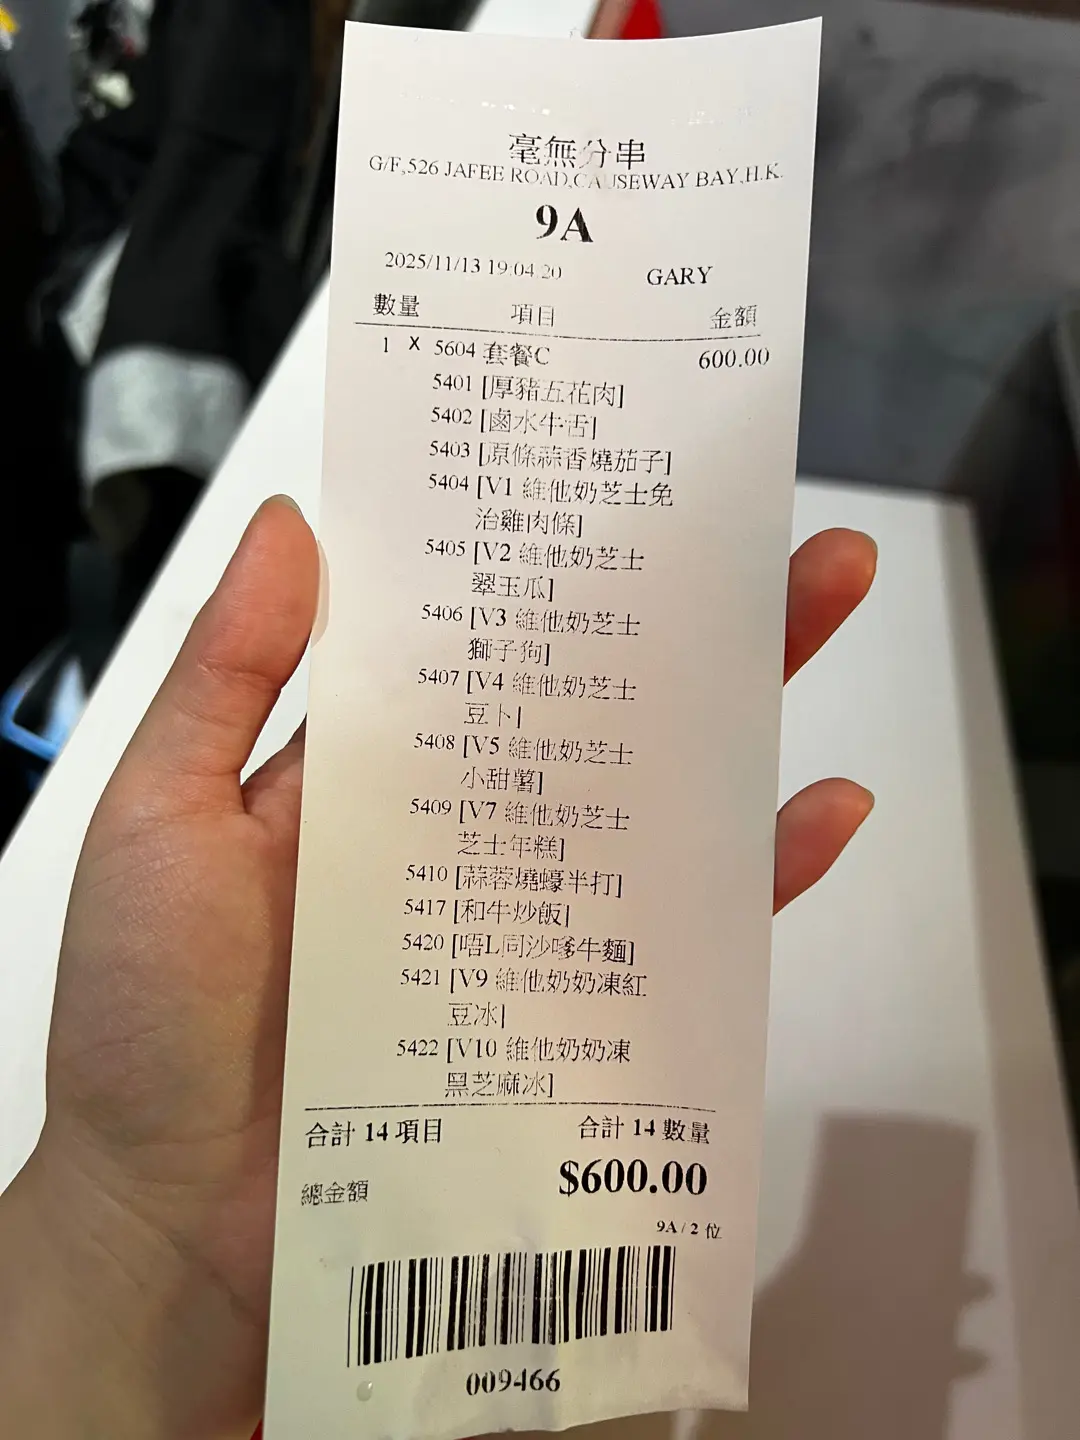 毫無分串
G/F,526 JAFEE ROAD,CAUSEWAY BAY,H.K.
9A
2025/11/13 19:04:20 GARY
數量 項目 金額
1 X 5604 套餐C 600.00
5401 [厚豬五花肉]
5402 [鹵水牛舌]
5403 [原條蒜香燒茄子]
5404 [V1 維他奶芝士免
治雞肉條]
5405 [V2 維他奶芝士
翠玉瓜]
5406 [V3 維他奶芝士
獅子狗]
5407 [V4 維他奶芝士
豆卜]
5408 [V5 維他奶芝士
小甜薯]
5409 [V7 維他奶芝士
芝士年糕]
5410 [蒜蓉燒蠔半打]
5417 [和牛炒飯]
5420 [唔L同沙嗲牛麵]
5421 [V9 維他奶奶凍紅
豆冰]
5422 [V10 維他奶奶凍
黑芝麻冰]
合計 14 項目 合計 14 數量
總金額 $600.00
9A / 2 位
009466